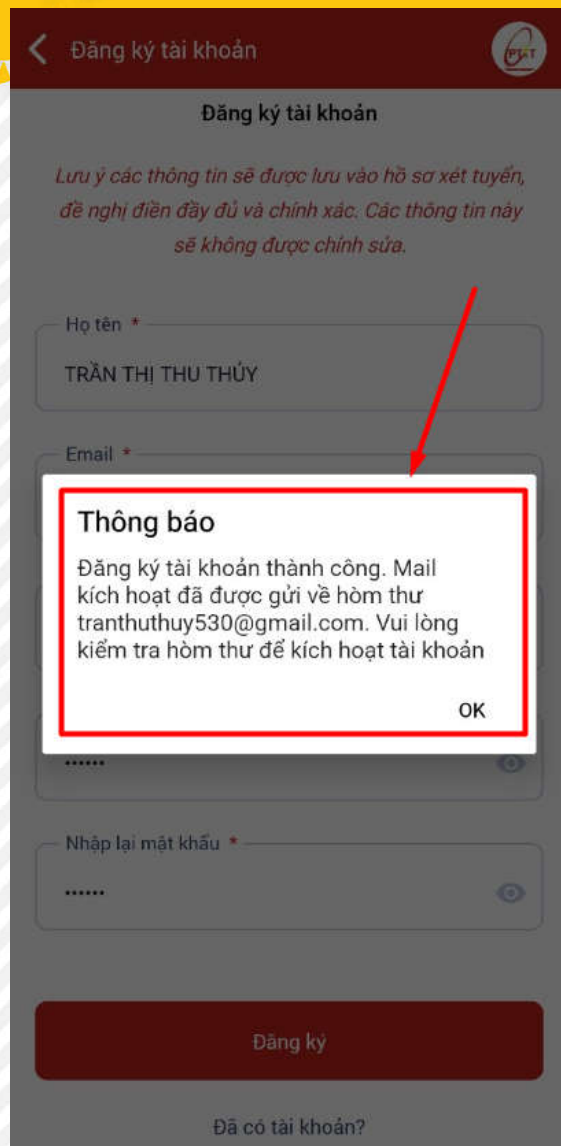 Đăng ký tài khoản
PTIT
Đăng ký tài khoản
Lưu ý các thông tin sẽ được lưu vào hồ sơ xét tuyển,
đề nghị điền đầy đủ và chính xác. Các thông tin này
sẽ không được chỉnh sửa.
Họ tên *
TRẦN THỊ THU THỦY
Email *
Thông báo
Đăng ký tài khoản thành công. Mail
kích hoạt đã được gửi về hòm thư
tranthuthuy530@gmail.com. Vui lòng
kiểm tra hòm thư để kích hoạt tài khoản
OK
••••••
Nhập lại mật khẩu *
••••••
Đăng ký
Đã có tài khoản?